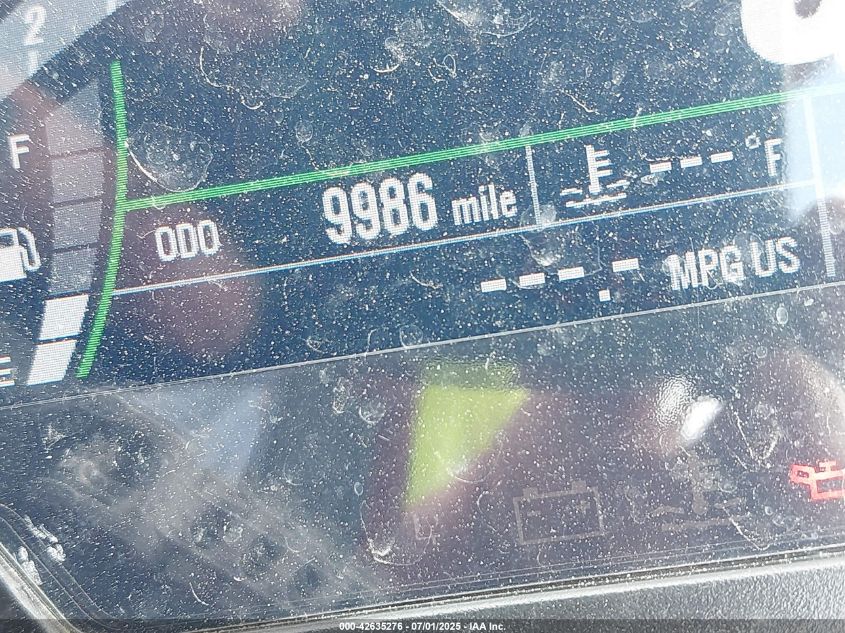 2
F
ODO 9986 mile ---°F
---.- MPG US
E
000-42635276 - 07/01/2025 - IAA Inc.